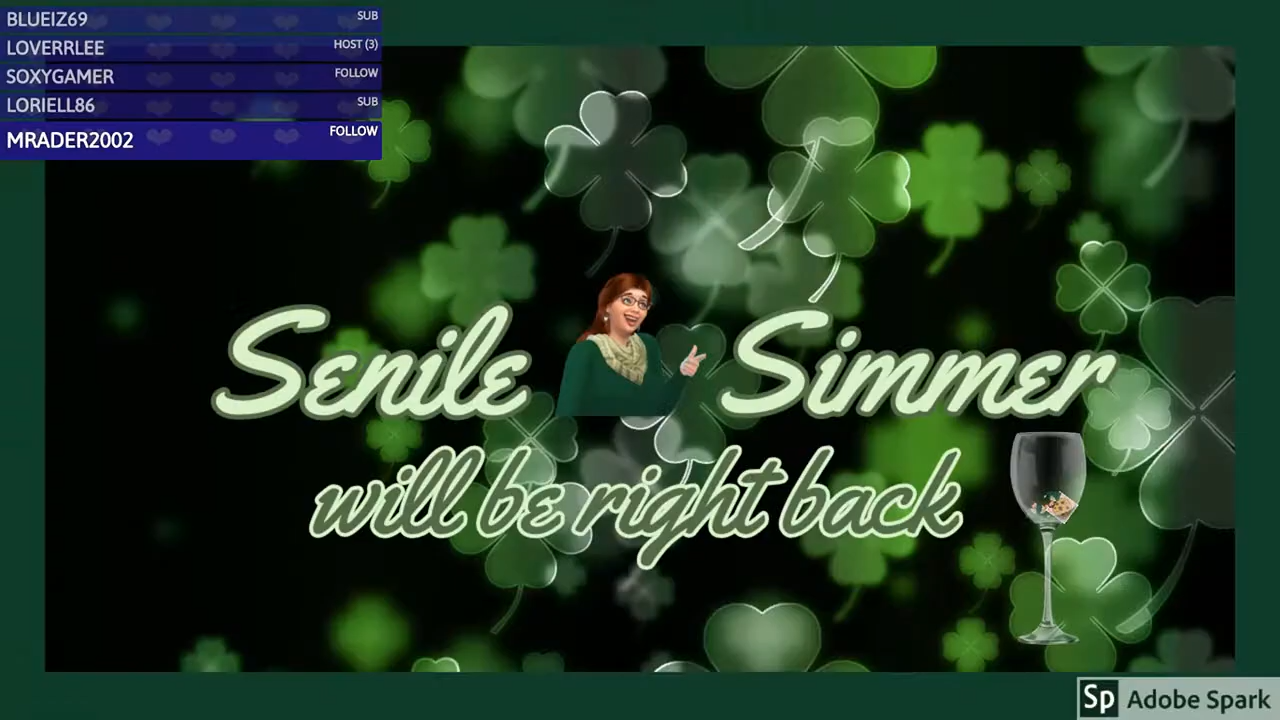 BLUEIZ69 SUB
LOVERRLEE HOST (3)
SOXYGAMER FOLLOW
LORIELL86 SUB
MRADER2002 FOLLOW
Senile Simmer
will be right back
Sp Adobe Spark